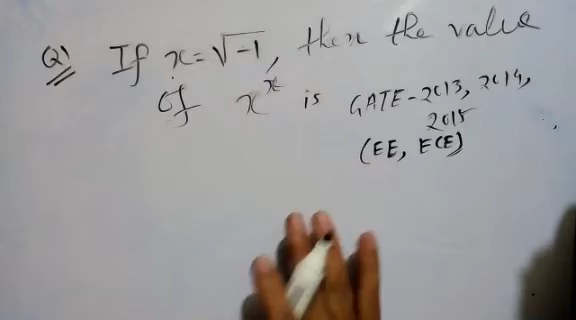 Q) If x = √-1, then the value
of x^x is GATE-2013, 2014,
2015
(EE, ECE)